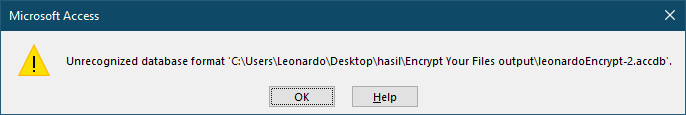 Microsoft Access
Unrecognized database format 'C:\Users\Leonardo\Desktop\hasil\Encrypt Your Files output\leonardoEncrypt-2.accdb'.
OK
Help